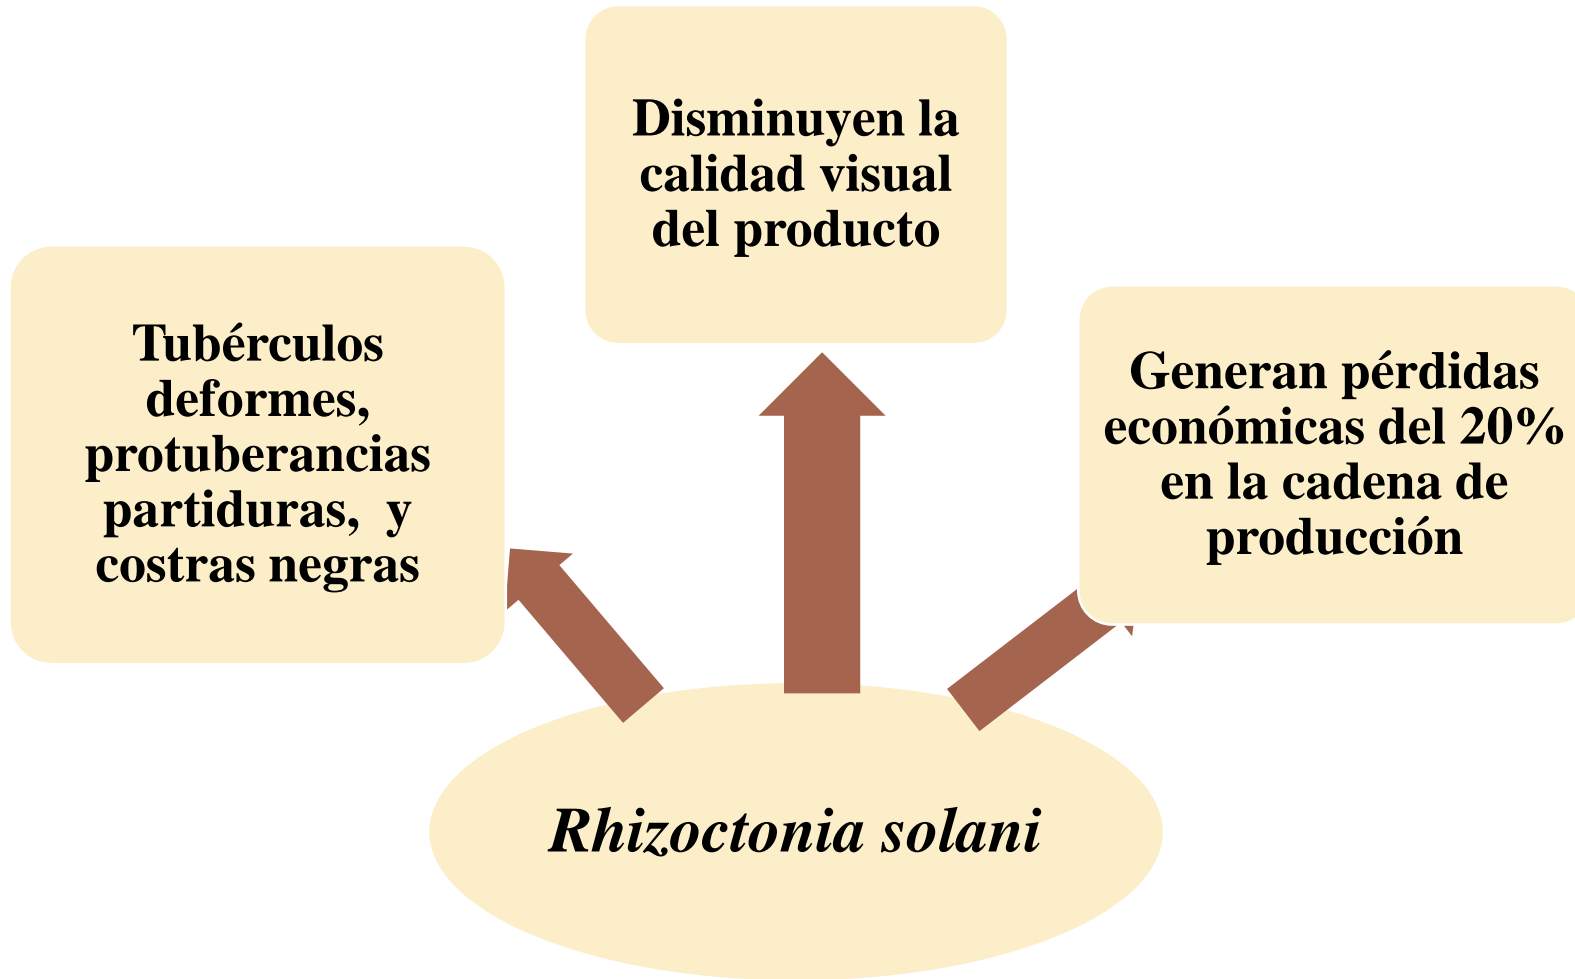 Disminuyen la
calidad visual
del producto
Tubérculos
deformes,
protuberancias
partiduras,  y
costras negras
Generan pérdidas
económicas del 20%
en la cadena de
producción
Rhizoctonia solani